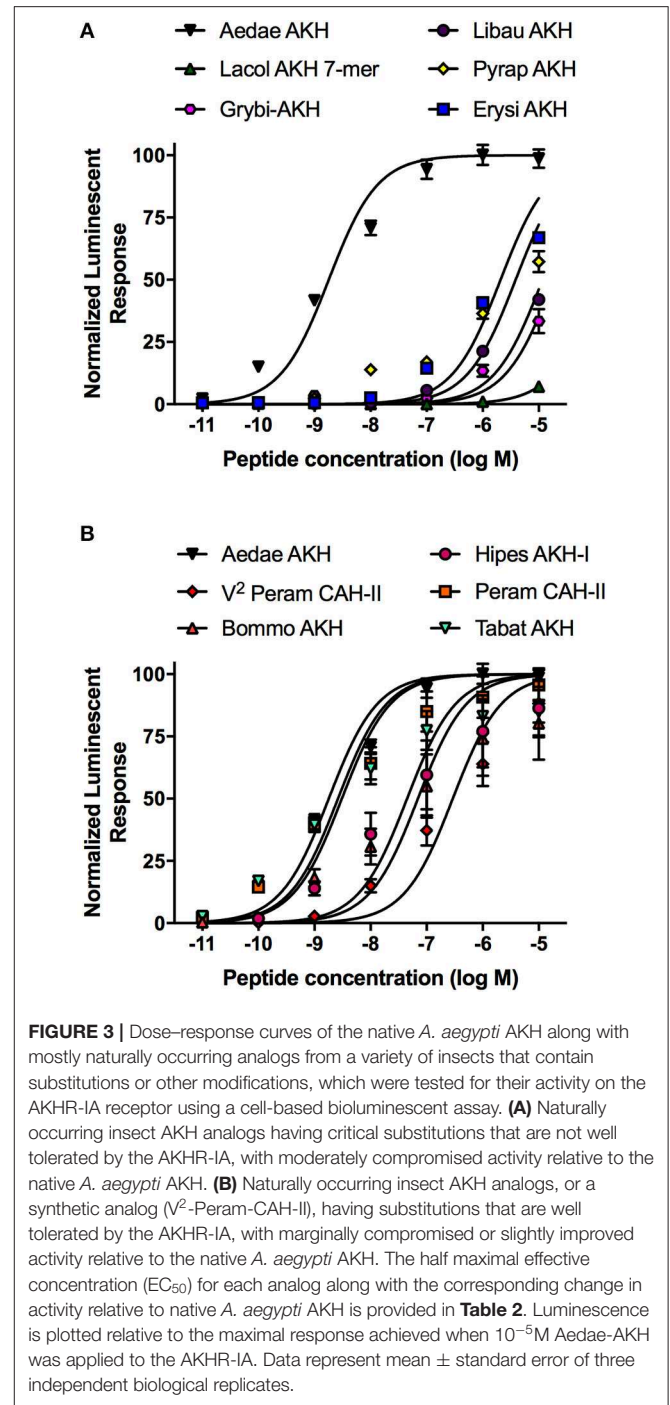 A
Aedae AKH
Libau AKH
Lacol AKH 7-mer
Pyrap AKH
Grybi-AKH
Erysi AKH
Normalized Luminescent
Response
100
75
50
25
0
-11 -10 -9 -8 -7 -6 -5
Peptide concentration (log M)
B
Aedae AKH
Hipes AKH-I
V² Peram CAH-II
Peram CAH-II
Bommo AKH
Tabat AKH
Normalized Luminescent
Response
100
75
50
25
0
-11 -10 -9 -8 -7 -6 -5
Peptide concentration (log M)
FIGURE 3 | Dose–response curves of the native A. aegypti AKH along with
mostly naturally occurring analogs from a variety of insects that contain
substitutions or other modifications, which were tested for their activity on the
AKHR-IA receptor using a cell-based bioluminescent assay. (A) Naturally
occurring insect AKH analogs having critical substitutions that are not well
tolerated by the AKHR-IA, with moderately compromised activity relative to the
native A. aegypti AKH. (B) Naturally occurring insect AKH analogs, or a
synthetic analog (V²-Peram-CAH-II), having substitutions that are well
tolerated by the AKHR-IA, with marginally compromised or slightly improved
activity relative to the native A. aegypti AKH. The half maximal effective
concentration (EC₅₀) for each analog along with the corresponding change in
activity relative to native A. aegypti AKH is provided in Table 2. Luminescence
is plotted relative to the maximal response achieved when 10⁻⁵M Aedae-AKH
was applied to the AKHR-IA. Data represent mean ± standard error of three
independent biological replicates.